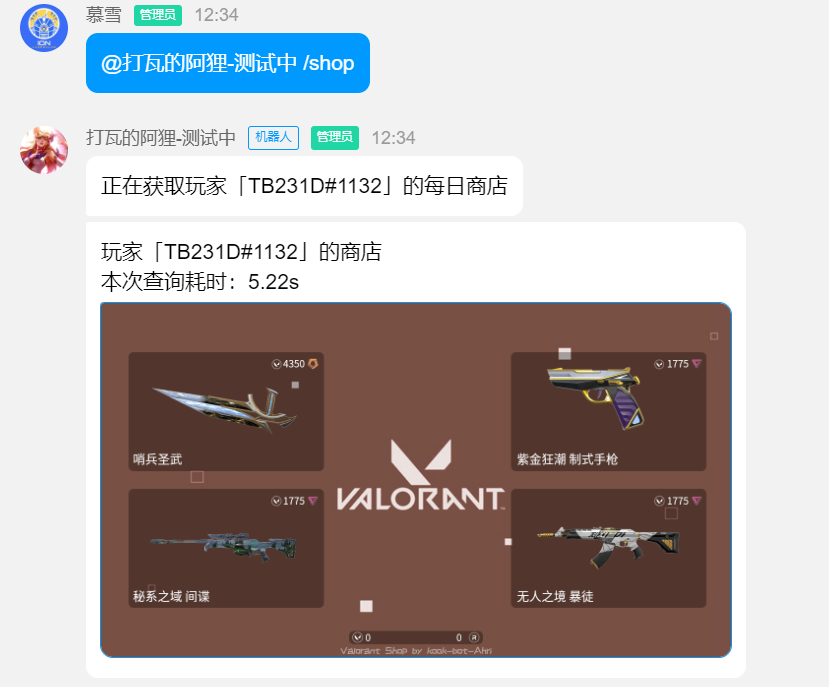 慕雪 管理员 12:34
@打瓦的阿狸-测试中 /shop
打瓦的阿狸-测试中 机器人 管理员 12:34
正在获取玩家「TB231D#1132」的每日商店
玩家「TB231D#1132」的商店
本次查询耗时：5.22s
4350
哨兵圣武
1775
紫金狂潮 制式手枪
VALORANT
1775
秘系之域 间谍
1775
无人之境 暴徒
0 0
Valorant Shop by kook-bot-Ahri